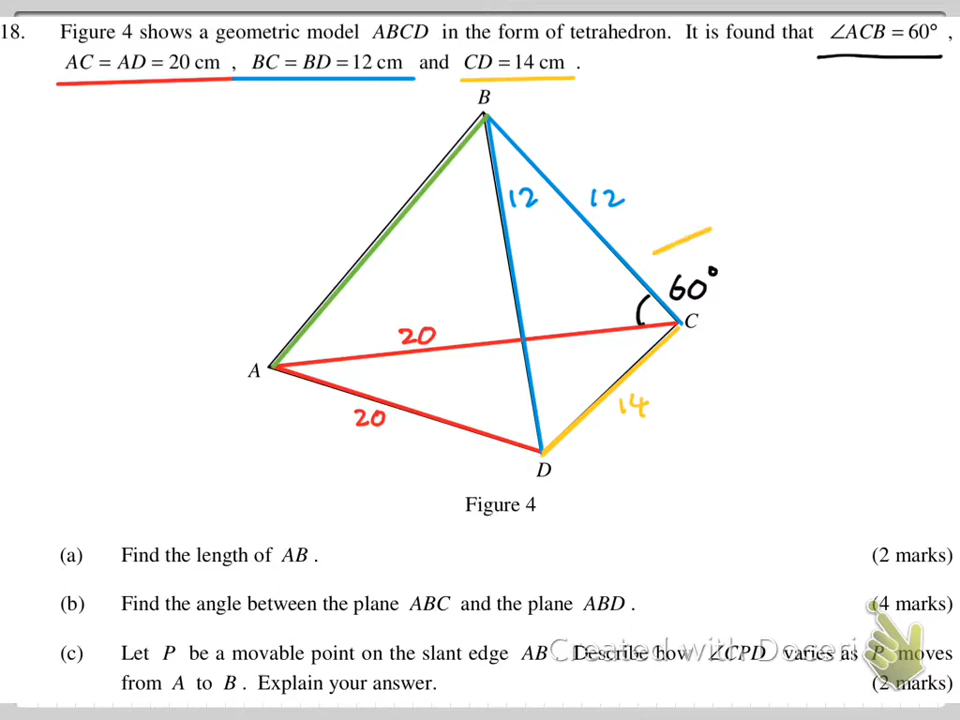 18. Figure 4 shows a geometric model ABCD in the form of tetrahedron. It is found that ∠ACB = 60° ,
AC = AD = 20 cm , BC = BD = 12 cm and CD = 14 cm .
B
12
12
60°
C
20
A
20
14
D
Figure 4
(a) Find the length of AB . (2 marks)
(b) Find the angle between the plane ABC and the plane ABD . (4 marks)
(c) Let P be a movable point on the slant edge AB . Describe how ∠CPD varies as P moves
from A to B . Explain your answer. (2 marks)